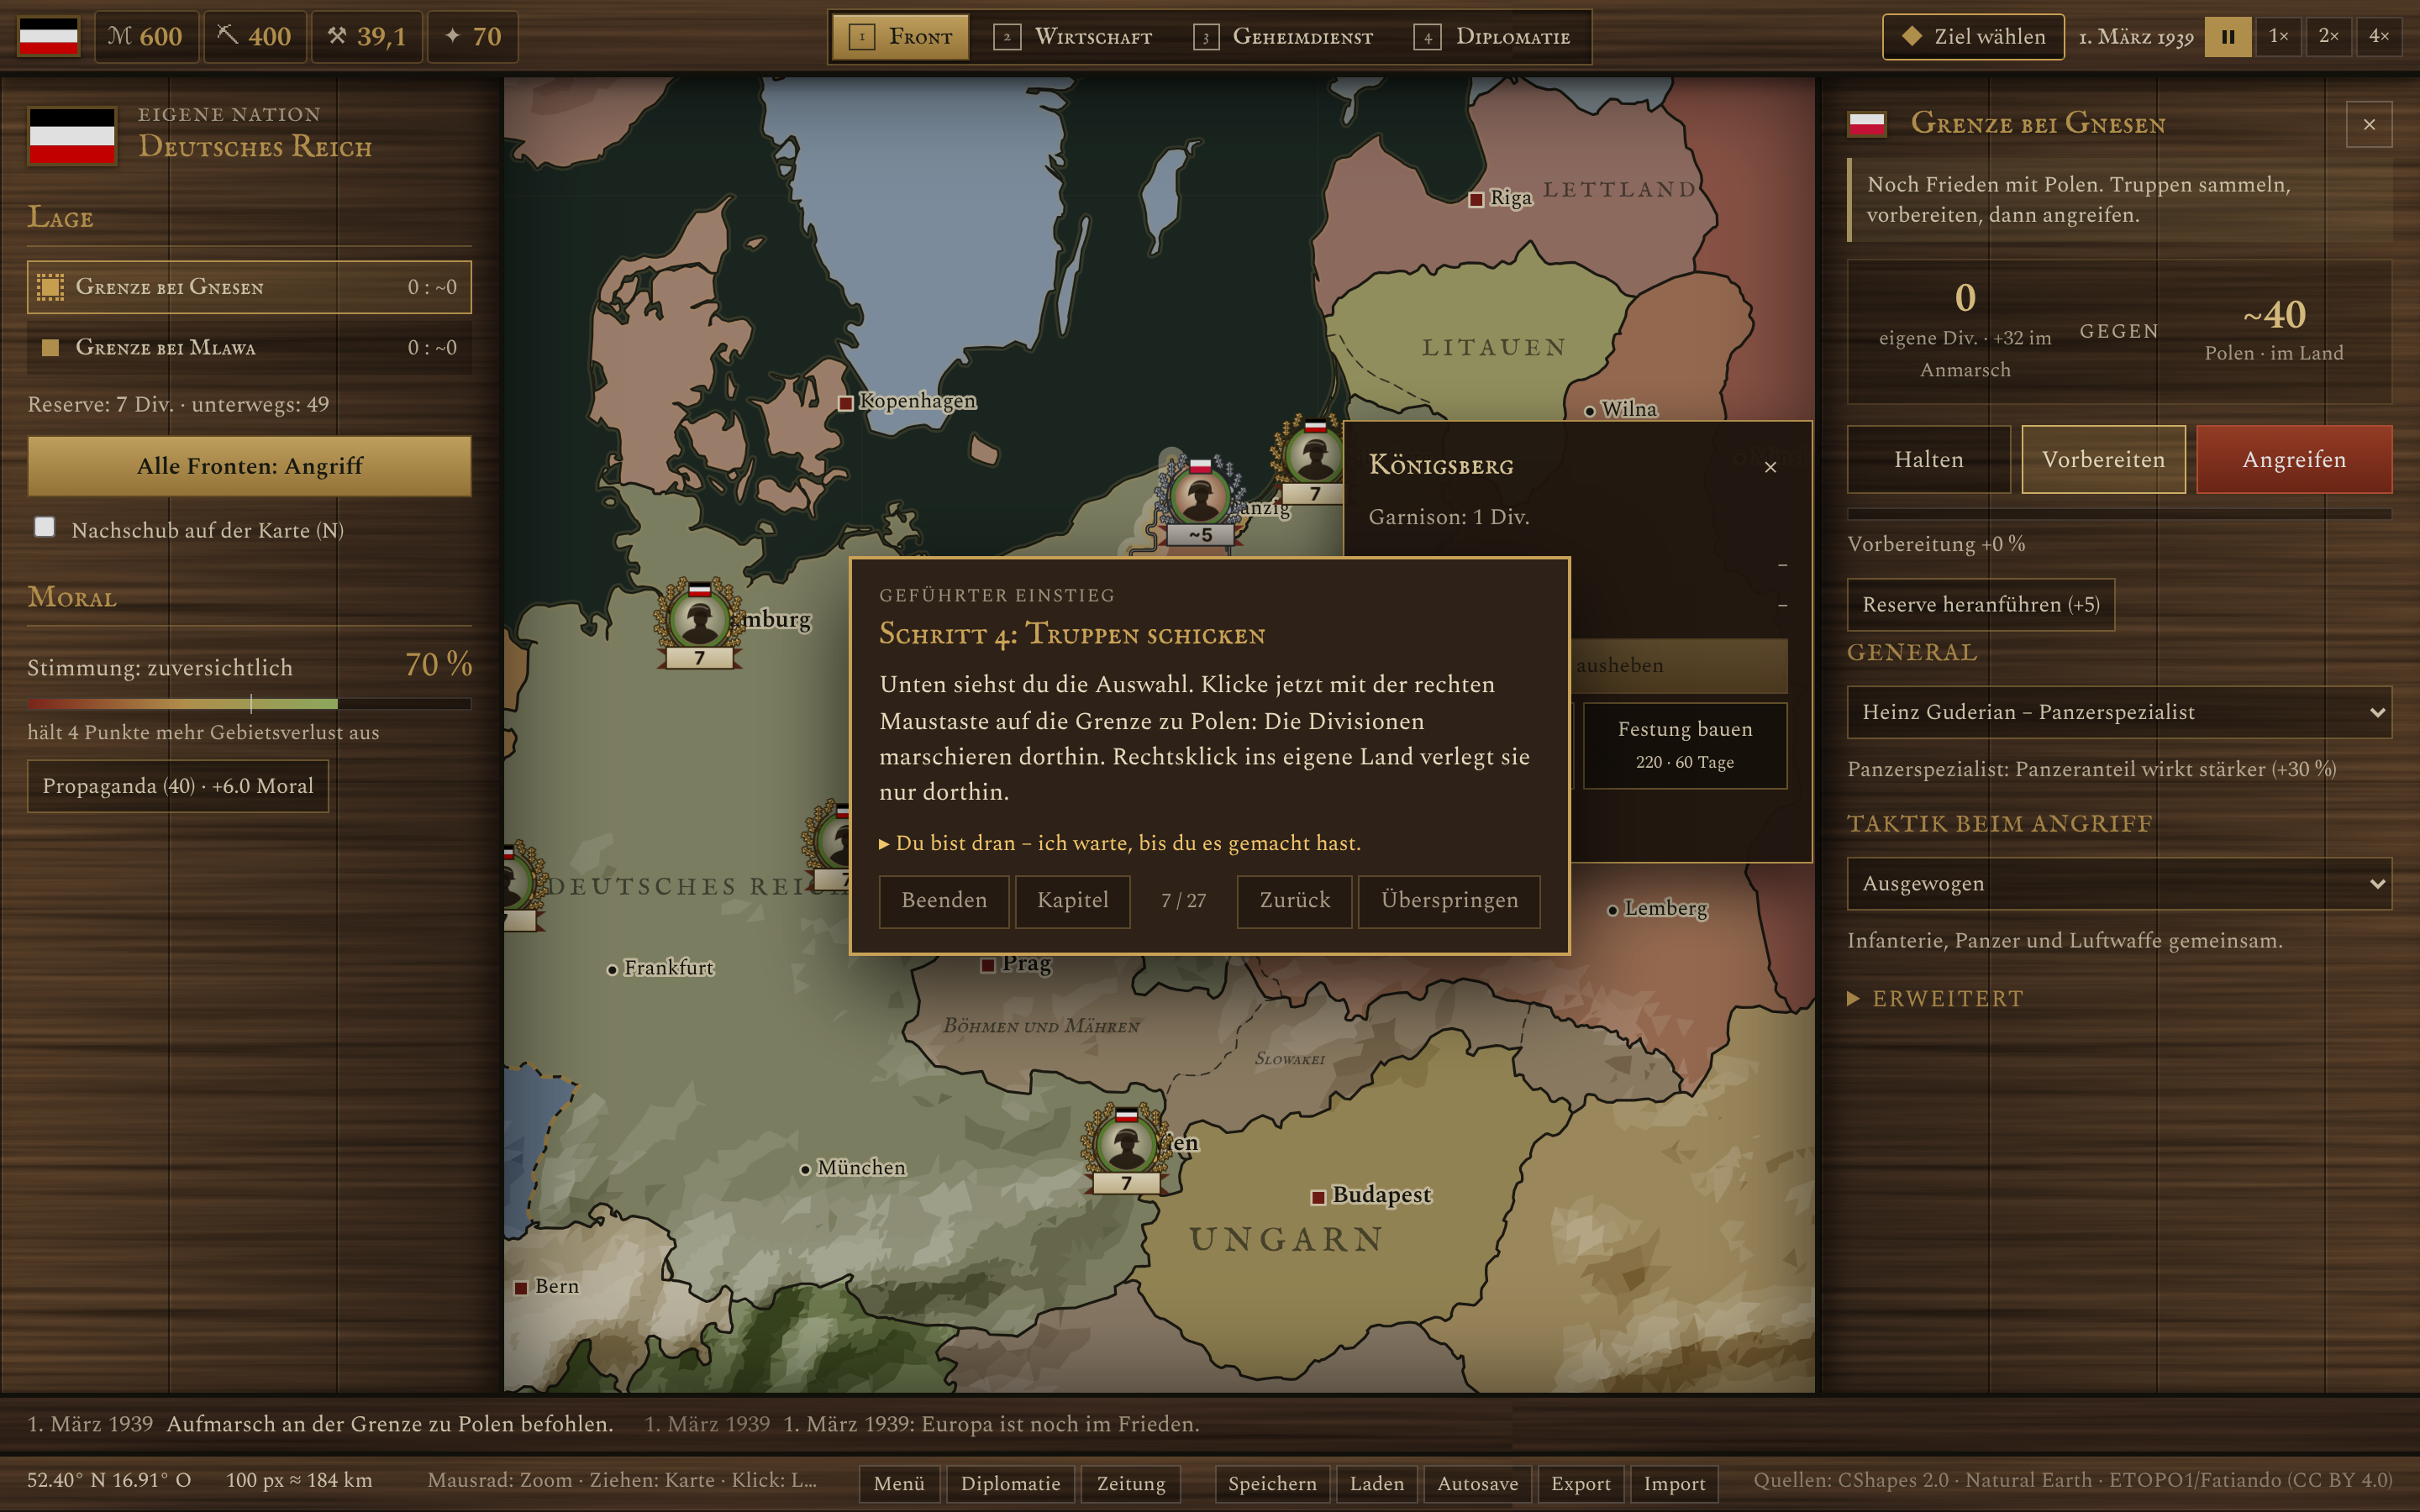 ℳ 600
400
39,1
70
1 Front
2 Wirtschaft
3 Geheimdienst
4 Diplomatie
Ziel wählen
1. März 1939
1×
2×
4×
EIGENE NATION
Deutsches Reich
Lage
Grenze bei Gnesen 0 : ~0
Grenze bei Mlawa 0 : ~0
Reserve: 7 Div. · unterwegs: 49
Alle Fronten: Angriff
Nachschub auf der Karte (N)
Moral
Stimmung: zuversichtlich 70 %
hält 4 Punkte mehr Gebietsverlust aus
Propaganda (40) · +6.0 Moral
Riga
LETTLAND
LITAUEN
Kopenhagen
Wilna
anzig
7
~5
mburg
7
7
DEUTSCHES REIC
Frankfurt
Prag
Lemberg
Böhmen und Mähren
Slowakei
München
en
7
Budapest
UNGARN
Bern
Königsberg
×
Garnison: 1 Div.
–
–
ausheben
Festung bauen
220 · 60 Tage
GEFÜHRTER EINSTIEG
Schritt 4: Truppen schicken
Unten siehst du die Auswahl. Klicke jetzt mit der rechten
Maustaste auf die Grenze zu Polen: Die Divisionen
marschieren dorthin. Rechtsklick ins eigene Land verlegt sie
nur dorthin.
▸ Du bist dran – ich warte, bis du es gemacht hast.
Beenden
Kapitel
7 / 27
Zurück
Überspringen
Grenze bei Gnesen
×
Noch Frieden mit Polen. Truppen sammeln,
vorbereiten, dann angreifen.
0
eigene Div. · +32 im
Anmarsch
GEGEN
~40
Polen · im Land
Halten
Vorbereiten
Angreifen
Vorbereitung +0 %
Reserve heranführen (+5)
GENERAL
Heinz Guderian – Panzerspezialist
Panzerspezialist: Panzeranteil wirkt stärker (+30 %)
TAKTIK BEIM ANGRIFF
Ausgewogen
Infanterie, Panzer und Luftwaffe gemeinsam.
ERWEITERT
1. März 1939 Aufmarsch an der Grenze zu Polen befohlen. 1. März 1939 1. März 1939: Europa ist noch im Frieden.
52.40° N 16.91° O
100 px ≈ 184 km
Mausrad: Zoom · Ziehen: Karte · Klick: L…
Menü
Diplomatie
Zeitung
Speichern
Laden
Autosave
Export
Import
Quellen: CShapes 2.0 · Natural Earth · ETOPO1/Fatiando (CC BY 4.0)